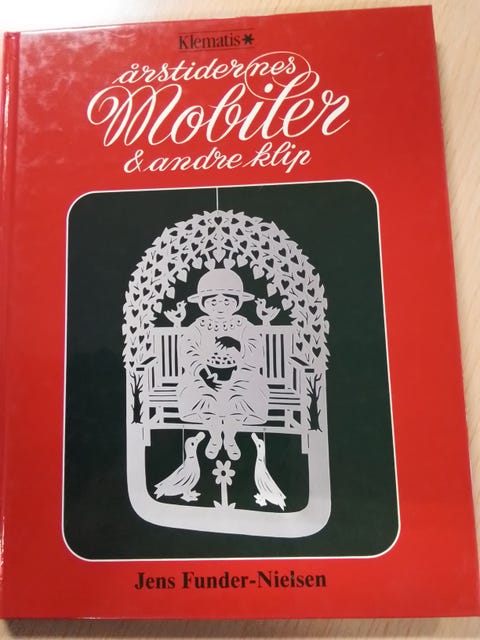 Klematis*
årstidernes
Mobiler
& andre klip
Jens Funder-Nielsen